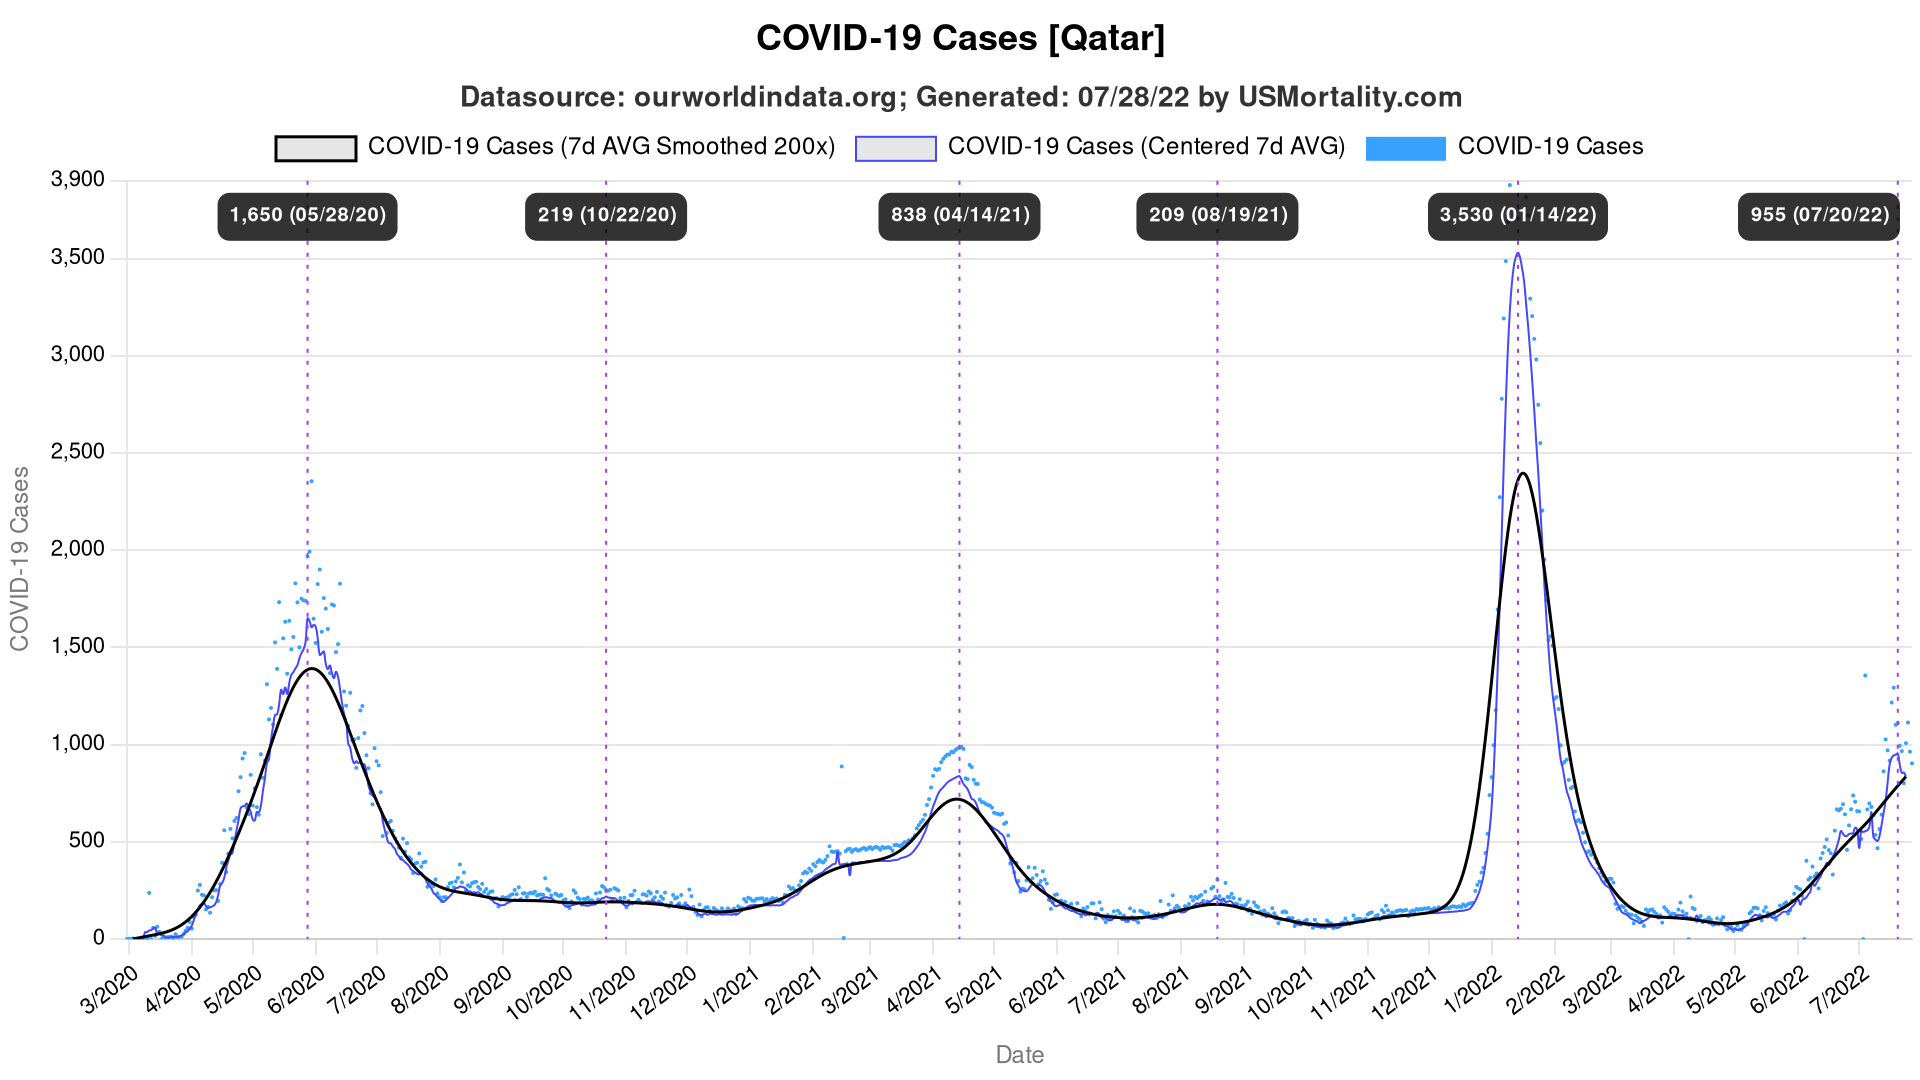 COVID-19 Cases [Qatar]
Datasource: ourworldindata.org; Generated: 07/28/22 by USMortality.com
COVID-19 Cases (7d AVG Smoothed 200x) COVID-19 Cases (Centered 7d AVG) COVID-19 Cases
3,900
1,650 (05/28/20) 219 (10/22/20) 838 (04/14/21) 209 (08/19/21) 3,530 (01/14/22) 955 (07/20/22)
3,500
3,000
2,500
2,000
1,500
1,000
500
0
COVID-19 Cases
3/2020 4/2020 5/2020 6/2020 7/2020 8/2020 9/2020 10/2020 11/2020 12/2020 1/2021 2/2021 3/2021 4/2021 5/2021 6/2021 7/2021 8/2021 9/2021 10/2021 11/2021 12/2021 1/2022 2/2022 3/2022 4/2022 5/2022 6/2022 7/2022
Date